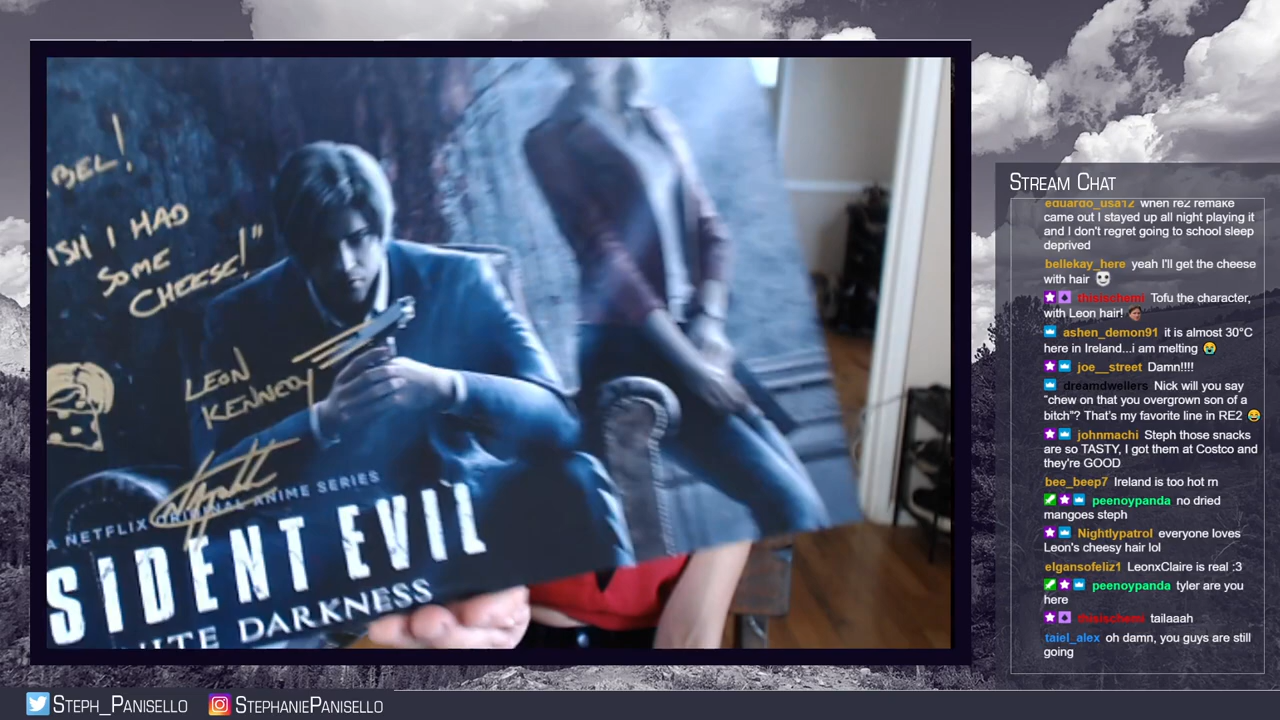 BEL!
ISH I HAD
SOME
CHEESE!"
LEON
KENNEDY
A NETFLIX ORIGINAL ANIME SERIES
SIDENT EVIL
NITE DARKNESS
STREAM CHAT
eduardo_usa12 when re2 remake
came out I stayed up all night playing it
and I don't regret going to school sleep
deprived
bellekay_here yeah I'll get the cheese
with hair
thisischemi Tofu the character,
with Leon hair!
ashen_demon91 it is almost 30°C
here in Ireland...i am melting
joe__street Damn!!!!
dreamdwellers Nick will you say
"chew on that you overgrown son of a
bitch"? That's my favorite line in RE2
johnmachi Steph those snacks
are so TASTY, I got them at Costco and
they're GOOD
bee_beep7 Ireland is too hot rn
peenoypanda no dried
mangoes steph
Nightlypatrol everyone loves
Leon's cheesy hair lol
elgansofeliz1 LeonxClaire is real :3
peenoypanda tyler are you
here
thisischemi tailaaah
taiel_alex oh damn, you guys are still
going
STEPH_PANISELLO
STEPHANIEPANISELLO